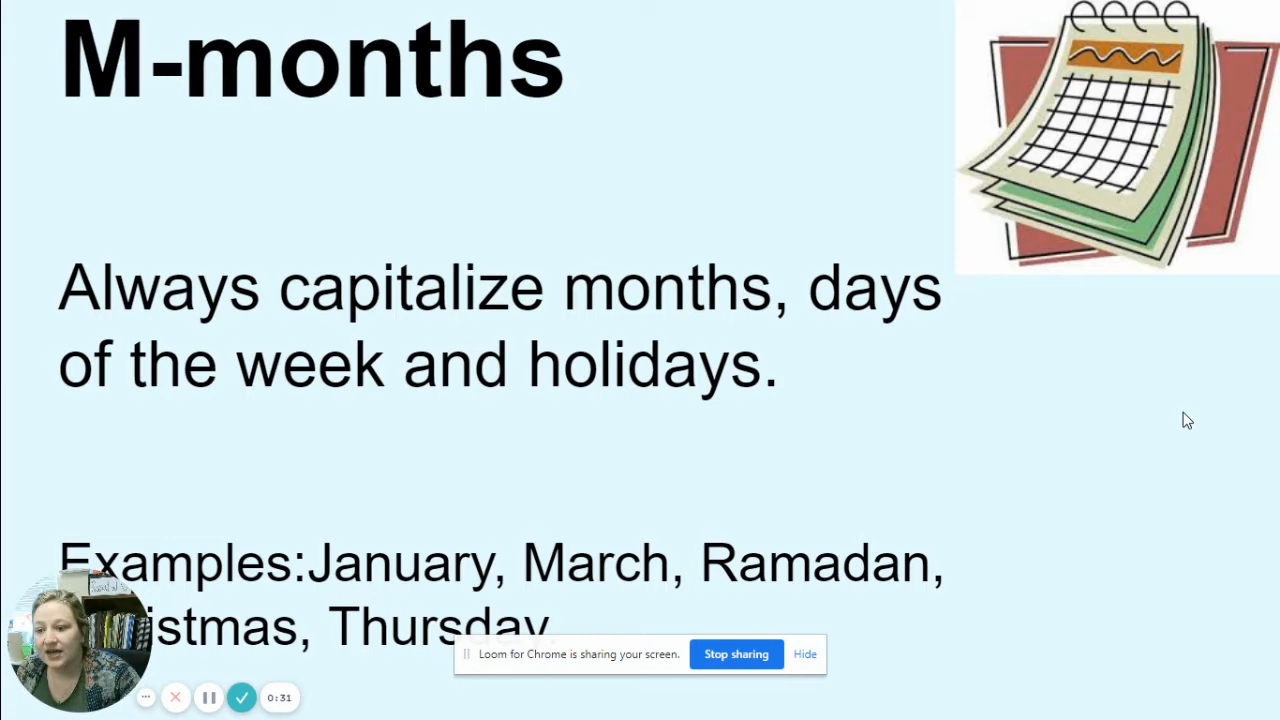 M-months
Always capitalize months, days
of the week and holidays.
Examples:January, March, Ramadan,
istmas, Thursday.
Loom for Chrome is sharing your screen. Stop sharing Hide
0:31